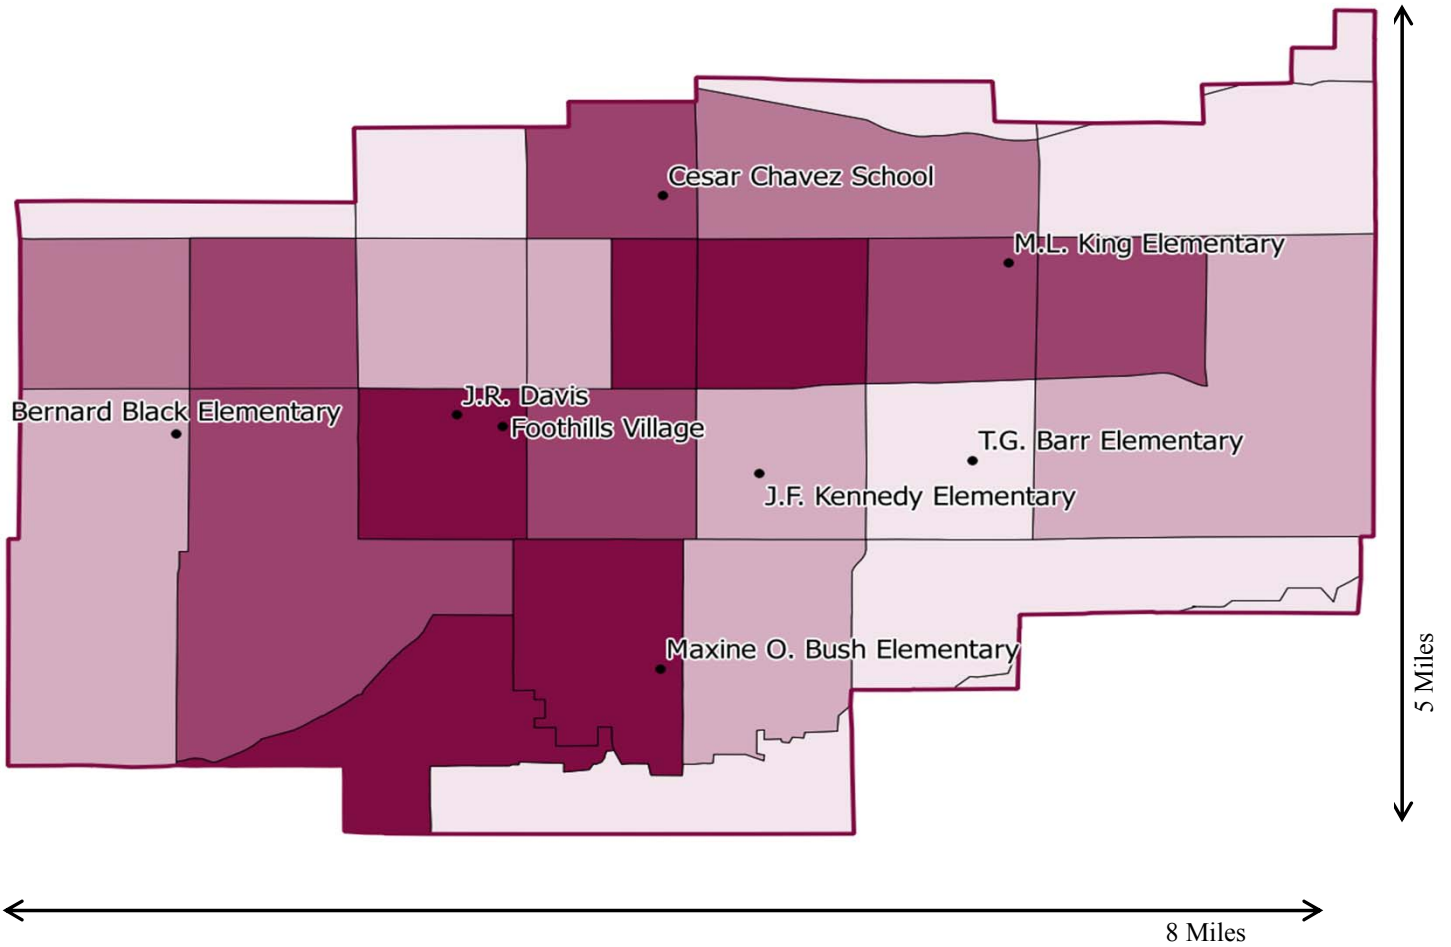 Cesar Chavez School
M.L. King Elementary
J.R. Davis
Bernard Black Elementary
Foothills Village
T.G. Barr Elementary
J.F. Kennedy Elementary
Maxine O. Bush Elementary
5 Miles
8 Miles